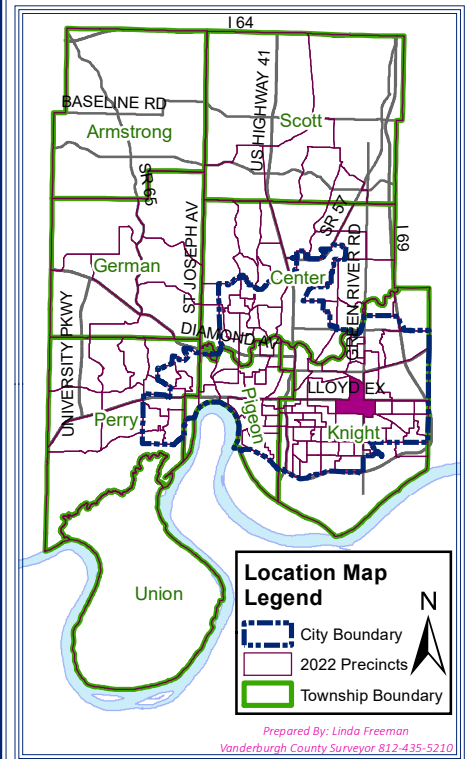 I 64
US HIGHWAY 41
BASELINE RD
Scott
Armstrong
SR 65
ST JOSEPH AV
SR 57
GREEN RIVER RD
I 69
German
Center
UNIVERSITY PKWY
DIAMOND AV
LLOYD EX
Perry
Pigeon
Knight
Union
Location Map
Legend
N
City Boundary
2022 Precincts
Township Boundary
Prepared By: Linda Freeman
Vanderburgh County Surveyor 812-435-5210